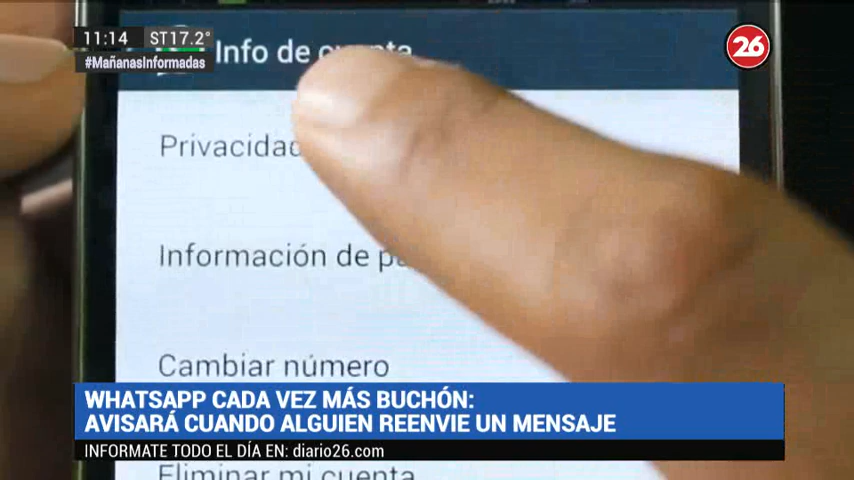 11:14 ST17.2°
#MañanasInformadas
26
Info de
Privacidad
Información de
Cambiar número
WHATSAPP CADA VEZ MÁS BUCHÓN:
AVISARÁ CUANDO ALGUIEN REENVIE UN MENSAJE
INFORMATE TODO EL DÍA EN: diario26.com
Eliminar mi cuenta